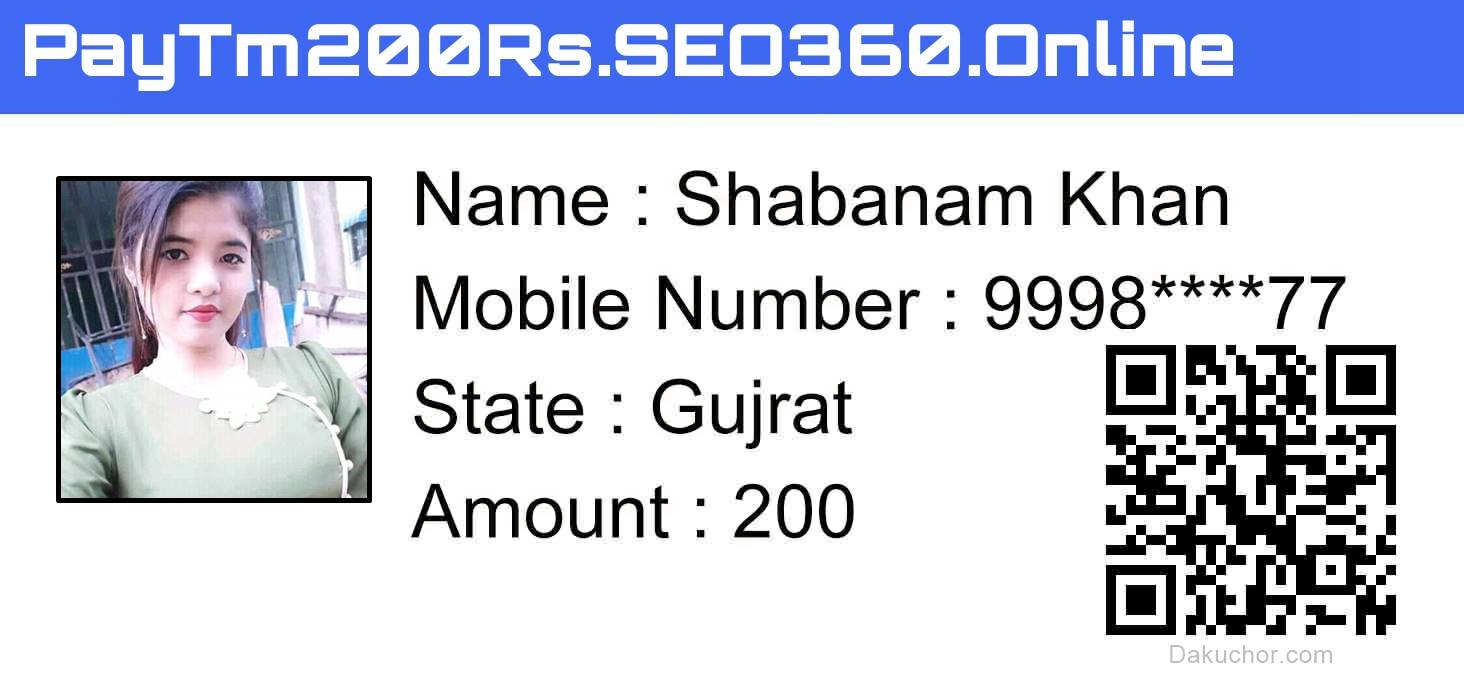 PayTm200Rs.SEO360.Online
Name : Shabanam Khan
Mobile Number : 9998****77
State : Gujrat
Amount : 200
Dakuchor.com